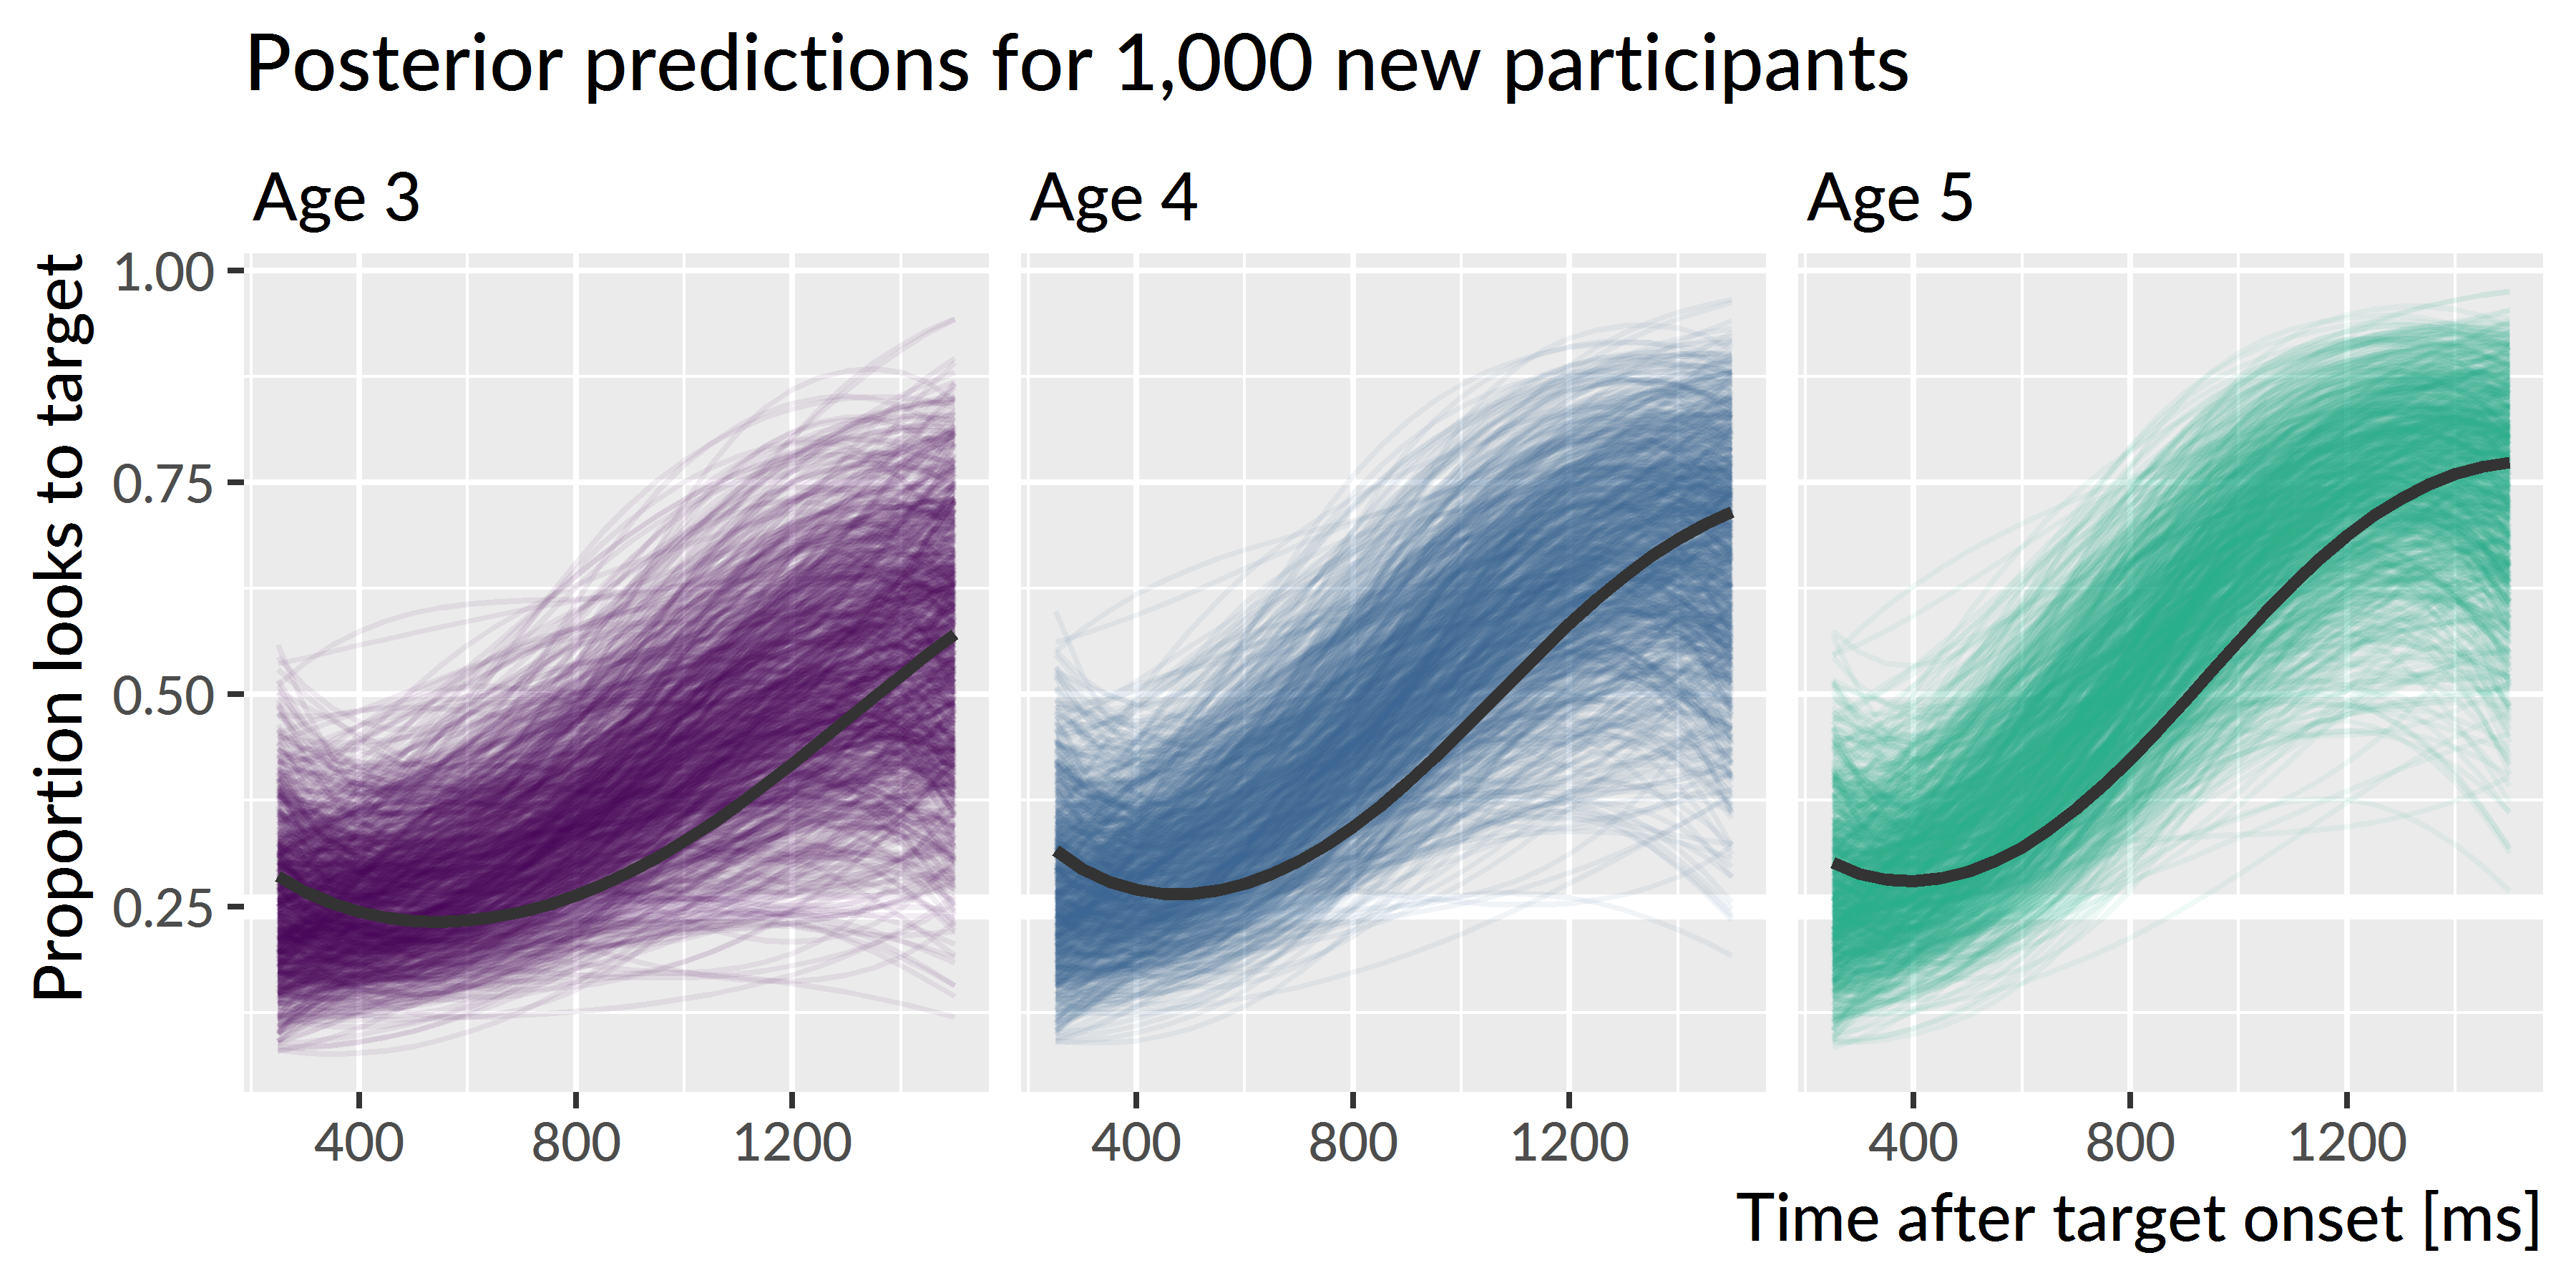 Posterior predictions for 1,000 new participants
Age 3
Age 4
Age 5
Proportion looks to target
1.00
0.75
0.50
0.25
400 800 1200
400 800 1200
400 800 1200
Time after target onset [ms]